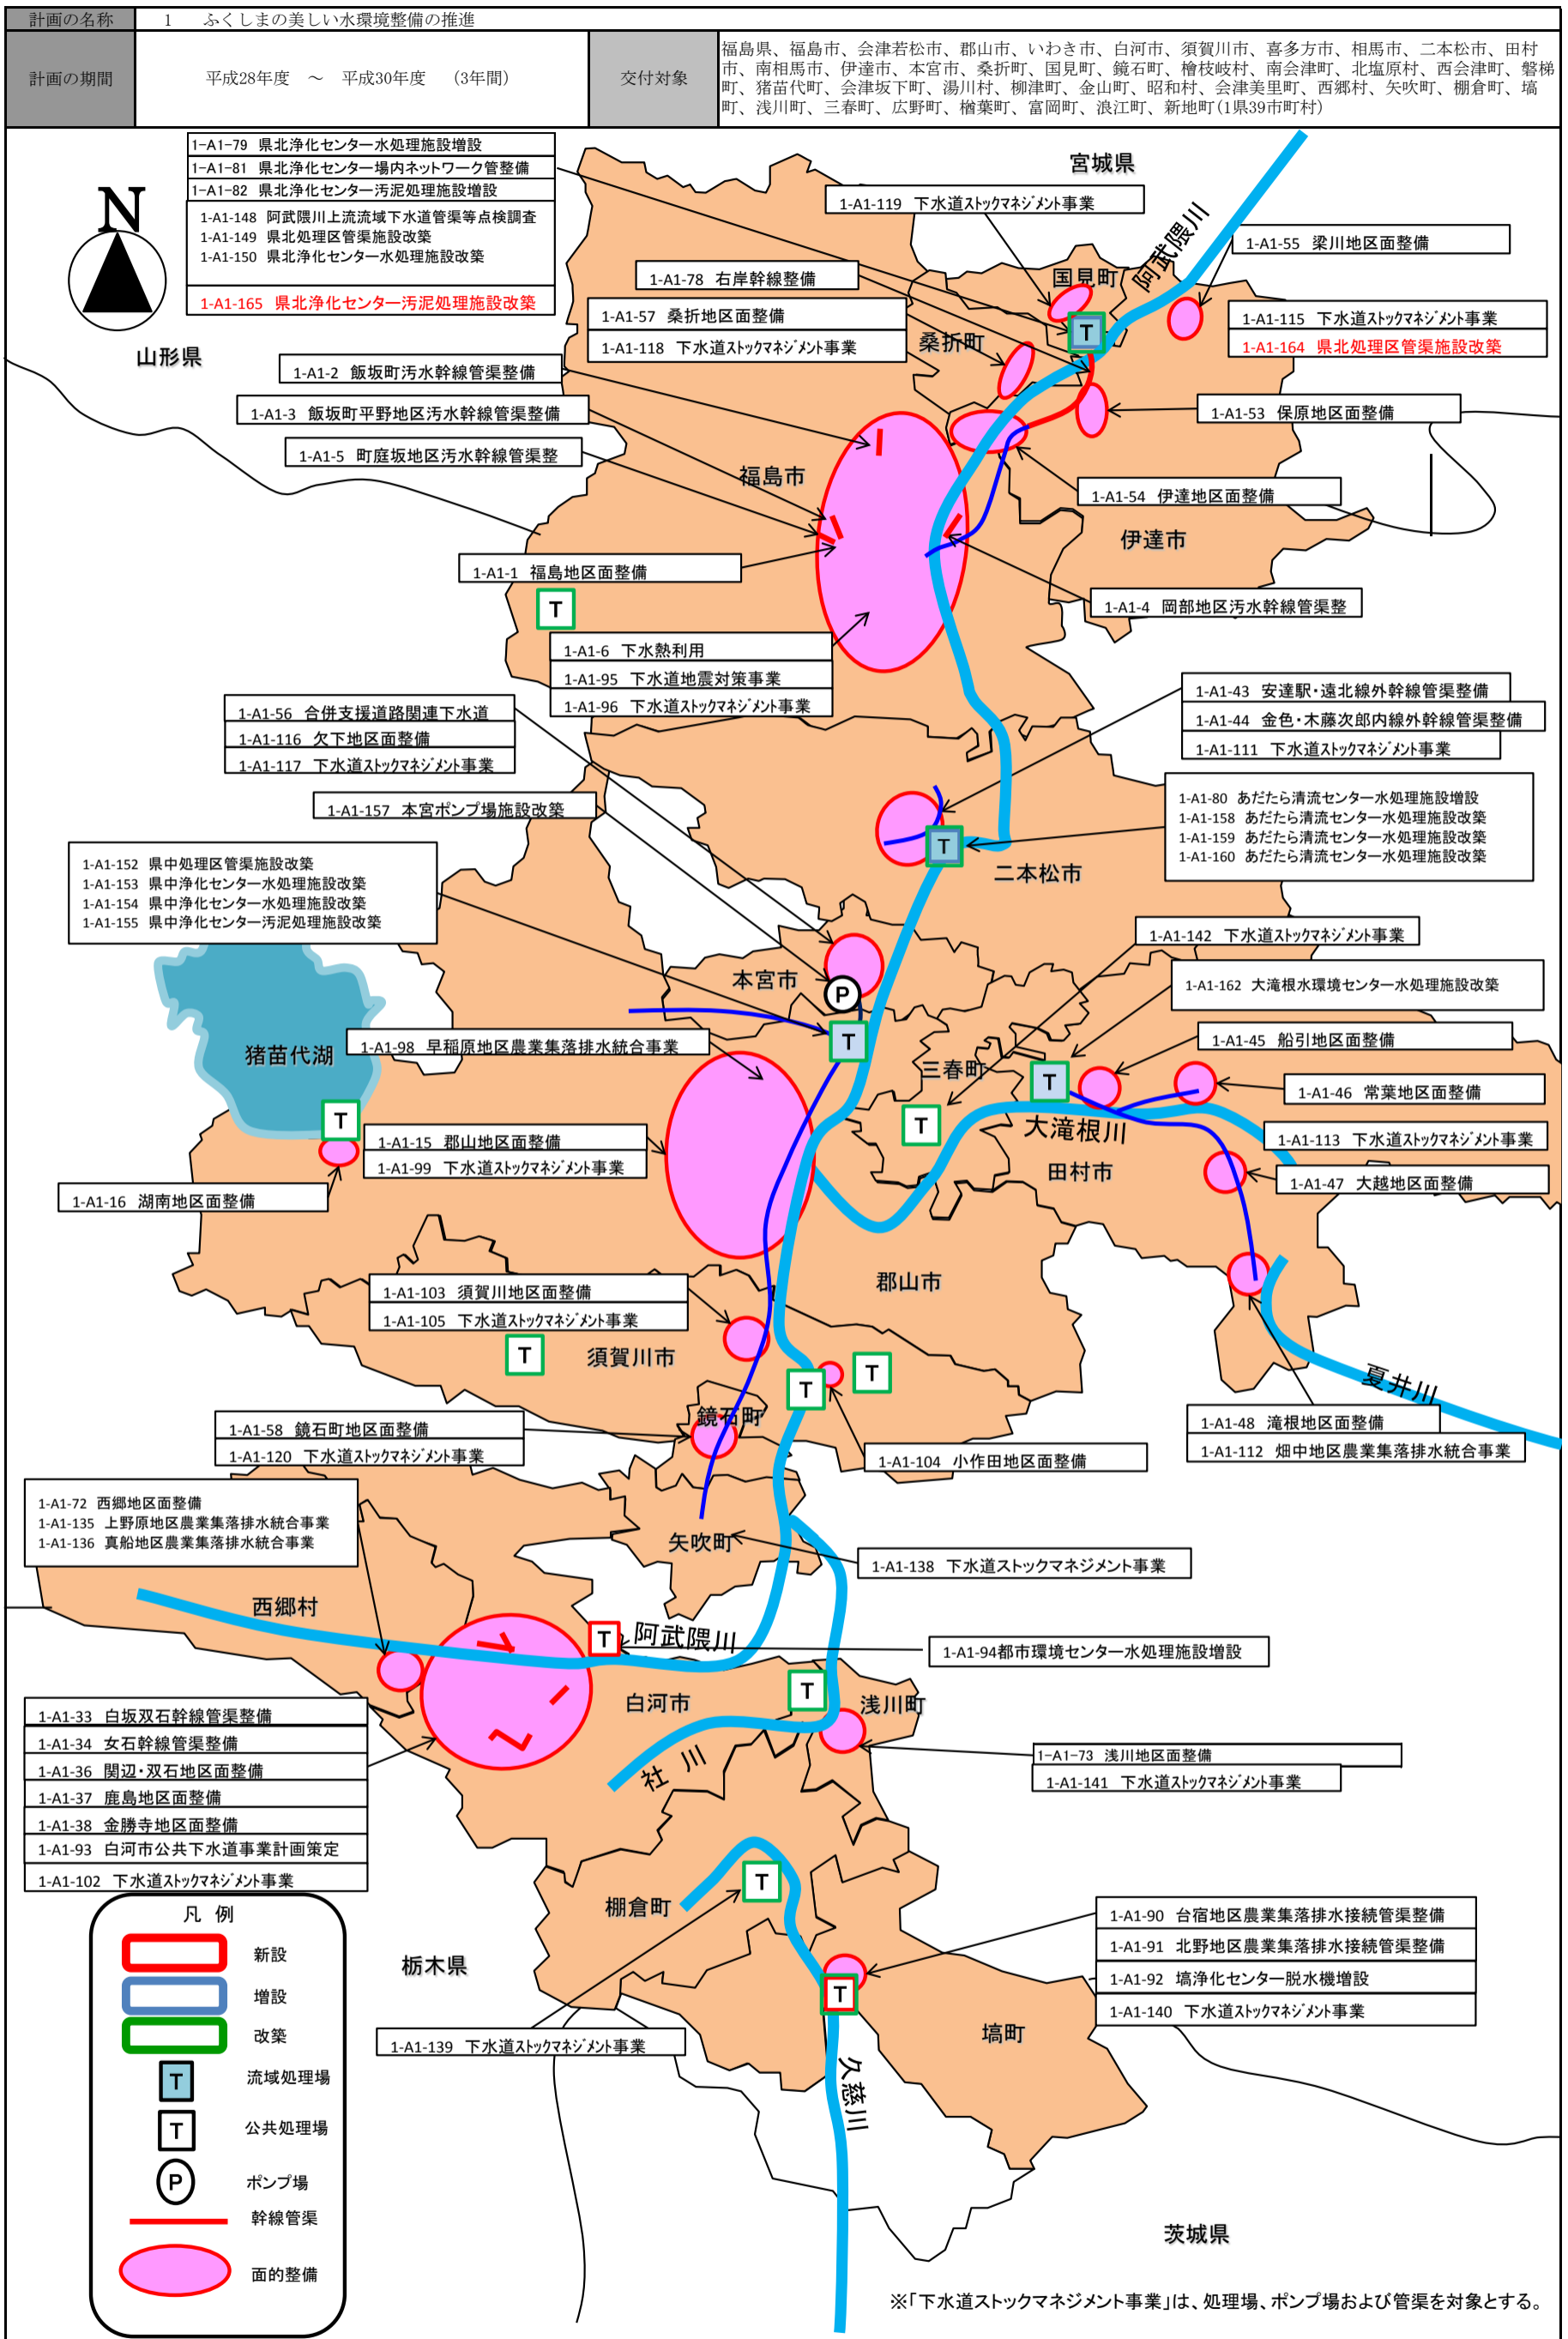 計画の名称
1 ふくしまの美しい水環境整備の推進
計画の期間
平成28年度 ～ 平成30年度 （3年間）
交付対象
福島県、福島市、会津若松市、郡山市、いわき市、白河市、須賀川市、喜多方市、相馬市、二本松市、田村
市、南相馬市、伊達市、本宮市、桑折町、国見町、鏡石町、檜枝岐村、南会津町、北塩原村、西会津町、磐梯
町、猪苗代町、会津坂下町、湯川村、柳津町、金山町、昭和村、会津美里町、西郷村、矢吹町、棚倉町、塙
町、浅川町、三春町、広野町、楢葉町、富岡町、浪江町、新地町(1県39市町村)
1-A1-79 県北浄化センター水処理施設増設
1-A1-81 県北浄化センター場内ネットワーク管整備
1-A1-82 県北浄化センター汚泥処理施設増設
1-A1-148 阿武隈川上流流域下水道管渠等点検調査
1-A1-149 県北処理区管渠施設改築
1-A1-150 県北浄化センター水処理施設改築
1-A1-165 県北浄化センター汚泥処理施設改築
N
宮城県
1-A1-119 下水道ストックマネジメント事業
阿武隈川
1-A1-55 梁川地区面整備
国見町
1-A1-78 右岸幹線整備
1-A1-57 桑折地区面整備
1-A1-118 下水道ストックマネジメント事業
桑折町
T
1-A1-115 下水道ストックマネジメント事業
1-A1-164 県北処理区管渠施設改築
山形県
1-A1-2 飯坂町汚水幹線管渠整備
1-A1-3 飯坂町平野地区汚水幹線管渠整備
1-A1-53 保原地区面整備
1-A1-5 町庭坂地区汚水幹線管渠整
福島市
1-A1-54 伊達地区面整備
伊達市
1-A1-1 福島地区面整備
T
1-A1-4 岡部地区汚水幹線管渠整
1-A1-6 下水熱利用
1-A1-95 下水道地震対策事業
1-A1-96 下水道ストックマネジメント事業
1-A1-43 安達駅・遠北線外幹線管渠整備
1-A1-44 金色・木藤次郎内線外幹線管渠整備
1-A1-111 下水道ストックマネジメント事業
1-A1-56 合併支援道路関連下水道
1-A1-116 欠下地区面整備
1-A1-117 下水道ストックマネジメント事業
1-A1-157 本宮ポンプ場施設改築
1-A1-80 あだたら清流センター水処理施設増設
1-A1-158 あだたら清流センター水処理施設改築
1-A1-159 あだたら清流センター水処理施設改築
1-A1-160 あだたら清流センター水処理施設改築
T
二本松市
1-A1-152 県中処理区管渠施設改築
1-A1-153 県中浄化センター水処理施設改築
1-A1-154 県中浄化センター水処理施設改築
1-A1-155 県中浄化センター汚泥処理施設改築
1-A1-142 下水道ストックマネジメント事業
本宮市
P
1-A1-162 大滝根水環境センター水処理施設改築
猪苗代湖
1-A1-98 早稲原地区農業集落排水統合事業
T
1-A1-45 船引地区面整備
三春町
T
1-A1-46 常葉地区面整備
T
T
大滝根川
1-A1-15 郡山地区面整備
1-A1-99 下水道ストックマネジメント事業
1-A1-113 下水道ストックマネジメント事業
田村市
1-A1-47 大越地区面整備
1-A1-16 湖南地区面整備
郡山市
1-A1-103 須賀川地区面整備
1-A1-105 下水道ストックマネジメント事業
T
須賀川市
T
T
夏井川
鏡石町
1-A1-58 鏡石町地区面整備
1-A1-120 下水道ストックマネジメント事業
1-A1-104 小作田地区面整備
1-A1-48 滝根地区面整備
1-A1-112 畑中地区農業集落排水統合事業
1-A1-72 西郷地区面整備
1-A1-135 上野原地区農業集落排水統合事業
1-A1-136 真船地区農業集落排水統合事業
矢吹町
1-A1-138 下水道ストックマネジメント事業
西郷村
T
阿武隈川
1-A1-94都市環境センター水処理施設増設
T
白河市
浅川町
1-A1-33 白坂双石幹線管渠整備
1-A1-34 女石幹線管渠整備
1-A1-36 関辺・双石地区面整備
1-A1-37 鹿島地区面整備
1-A1-38 金勝寺地区面整備
1-A1-93 白河市公共下水道事業計画策定
1-A1-102 下水道ストックマネジメント事業
社川
1-A1-73 浅川地区面整備
1-A1-141 下水道ストックマネジメント事業
T
棚倉町
1-A1-90 台宿地区農業集落排水接続管渠整備
1-A1-91 北野地区農業集落排水接続管渠整備
1-A1-92 塙浄化センター脱水機増設
1-A1-140 下水道ストックマネジメント事業
栃木県
T
塙町
1-A1-139 下水道ストックマネジメント事業
久慈川
凡 例
新設
増設
改築
T 流域処理場
T 公共処理場
P ポンプ場
幹線管渠
面的整備
茨城県
※「下水道ストックマネジメント事業」は、処理場、ポンプ場および管渠を対象とする。